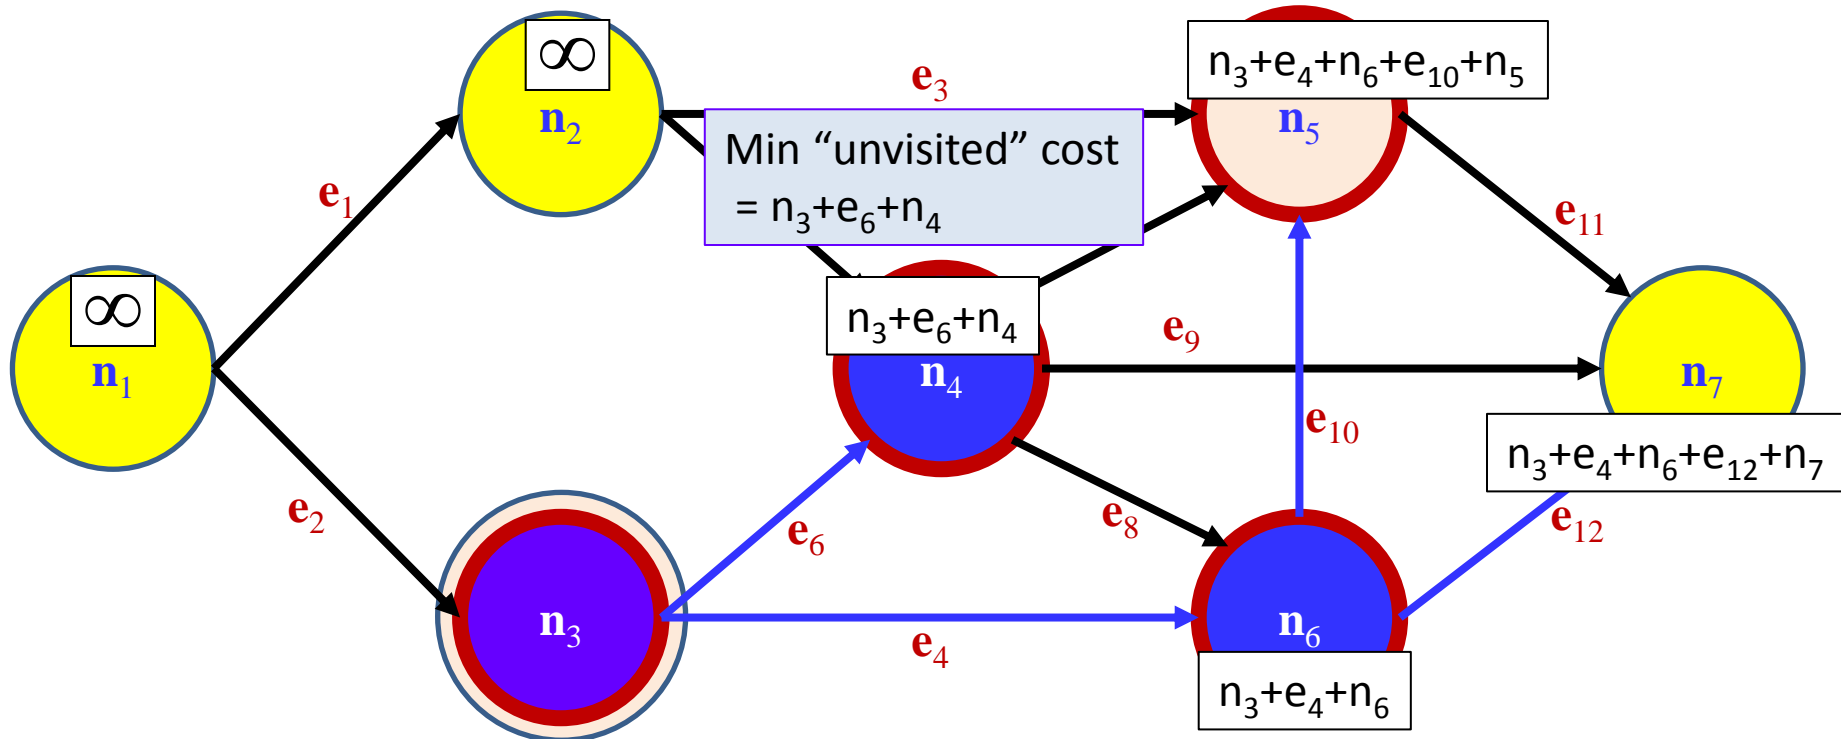 ∞
n₃+e₄+n₆+e₁₀+n₅
e₃
n₂
n₅
Min “unvisited” cost
= n₃+e₆+n₄
e₁
e₁₁
∞
n₃+e₆+n₄
e₉
n₁
n₄
n₇
e₁₀
n₃+e₄+n₆+e₁₂+n₇
e₂
e₆
e₈
e₁₂
n₃
n₆
e₄
n₃+e₄+n₆